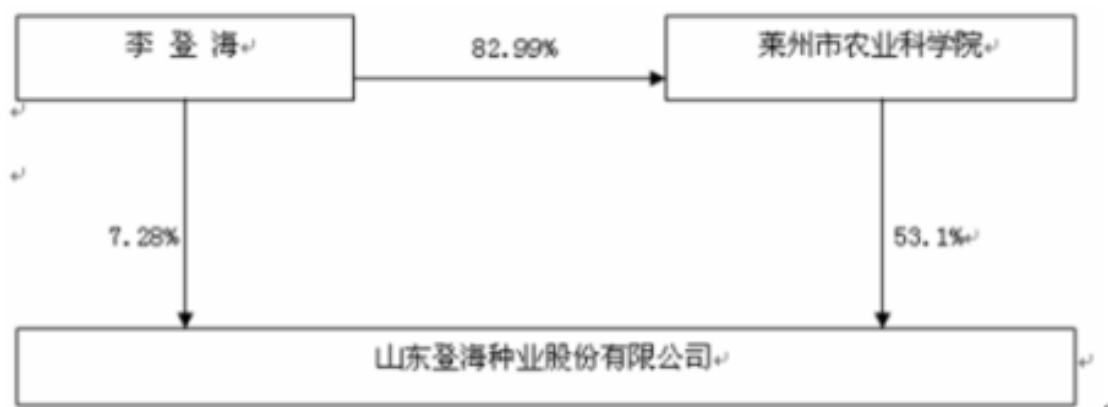 李 登 海
82.99%
莱州市农业科学院
7.28%
53.1%
山东登海种业股份有限公司